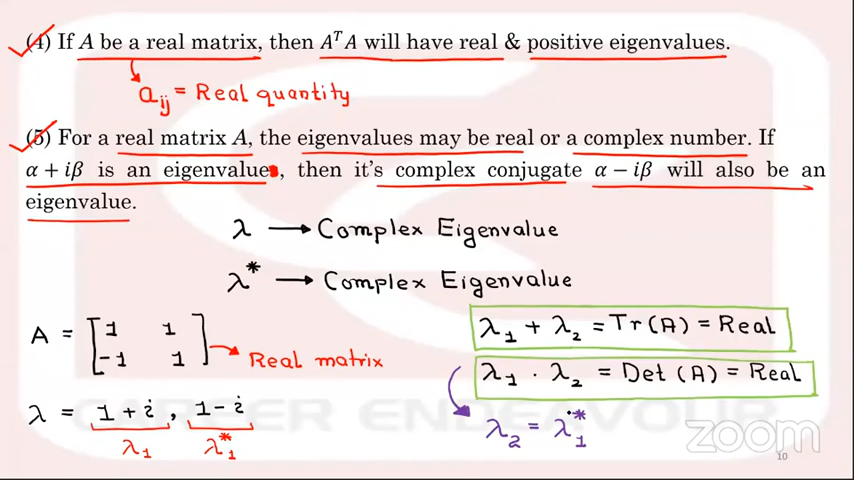 (4) If A be a real matrix, then AᵀA will have real & positive eigenvalues.
aᵢⱼ = Real quantity
(5) For a real matrix A, the eigenvalues may be real or a complex number. If
α + iβ is an eigenvalue, then it's complex conjugate α − iβ will also be an
eigenvalue.
λ → Complex Eigenvalue
λ* → Complex Eigenvalue
A = [1 1
-1 1] → Real matrix
λ = 1 + i, 1 - i
λ₁ λ₁*
λ₁ + λ₂ = Tr(A) = Real
λ₁ · λ₂ = Det(A) = Real
λ₂ = λ₁*
CAREER ENDEAVOUR
zoom
10